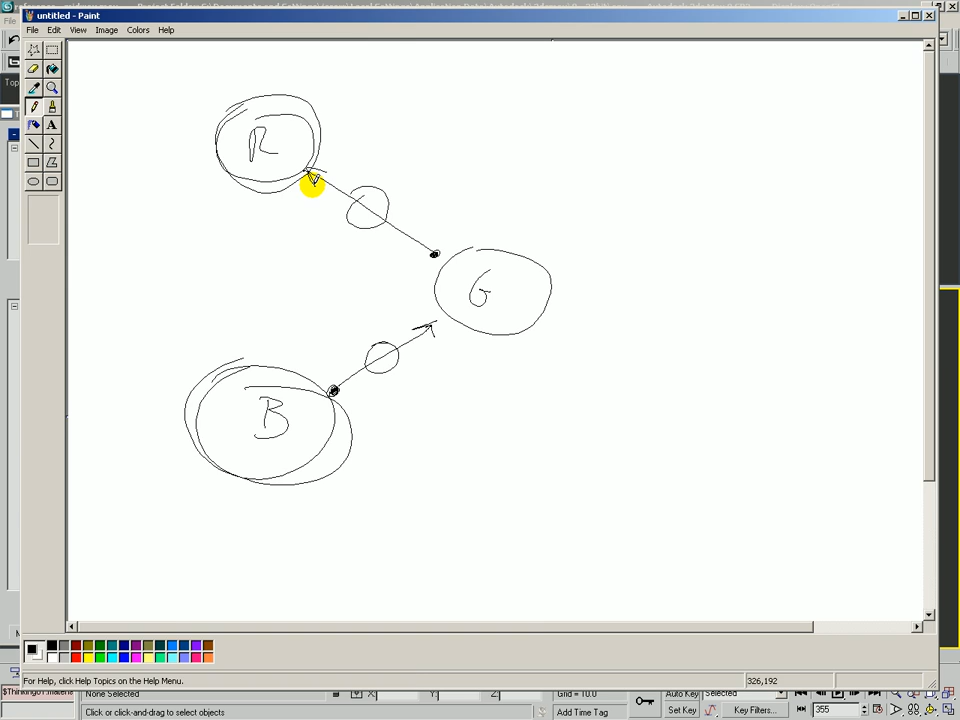 untitled - Paint
File Edit View Image Colors Help
Top
R
G
B
For Help, click Help Topics on the Help Menu.
326,192
None Selected
X:
Y:
Z:
Grid = 10.0
Auto Key
Selected
Click or click-and-drag to select objects
Add Time Tag
Set Key
Key Filters...
355